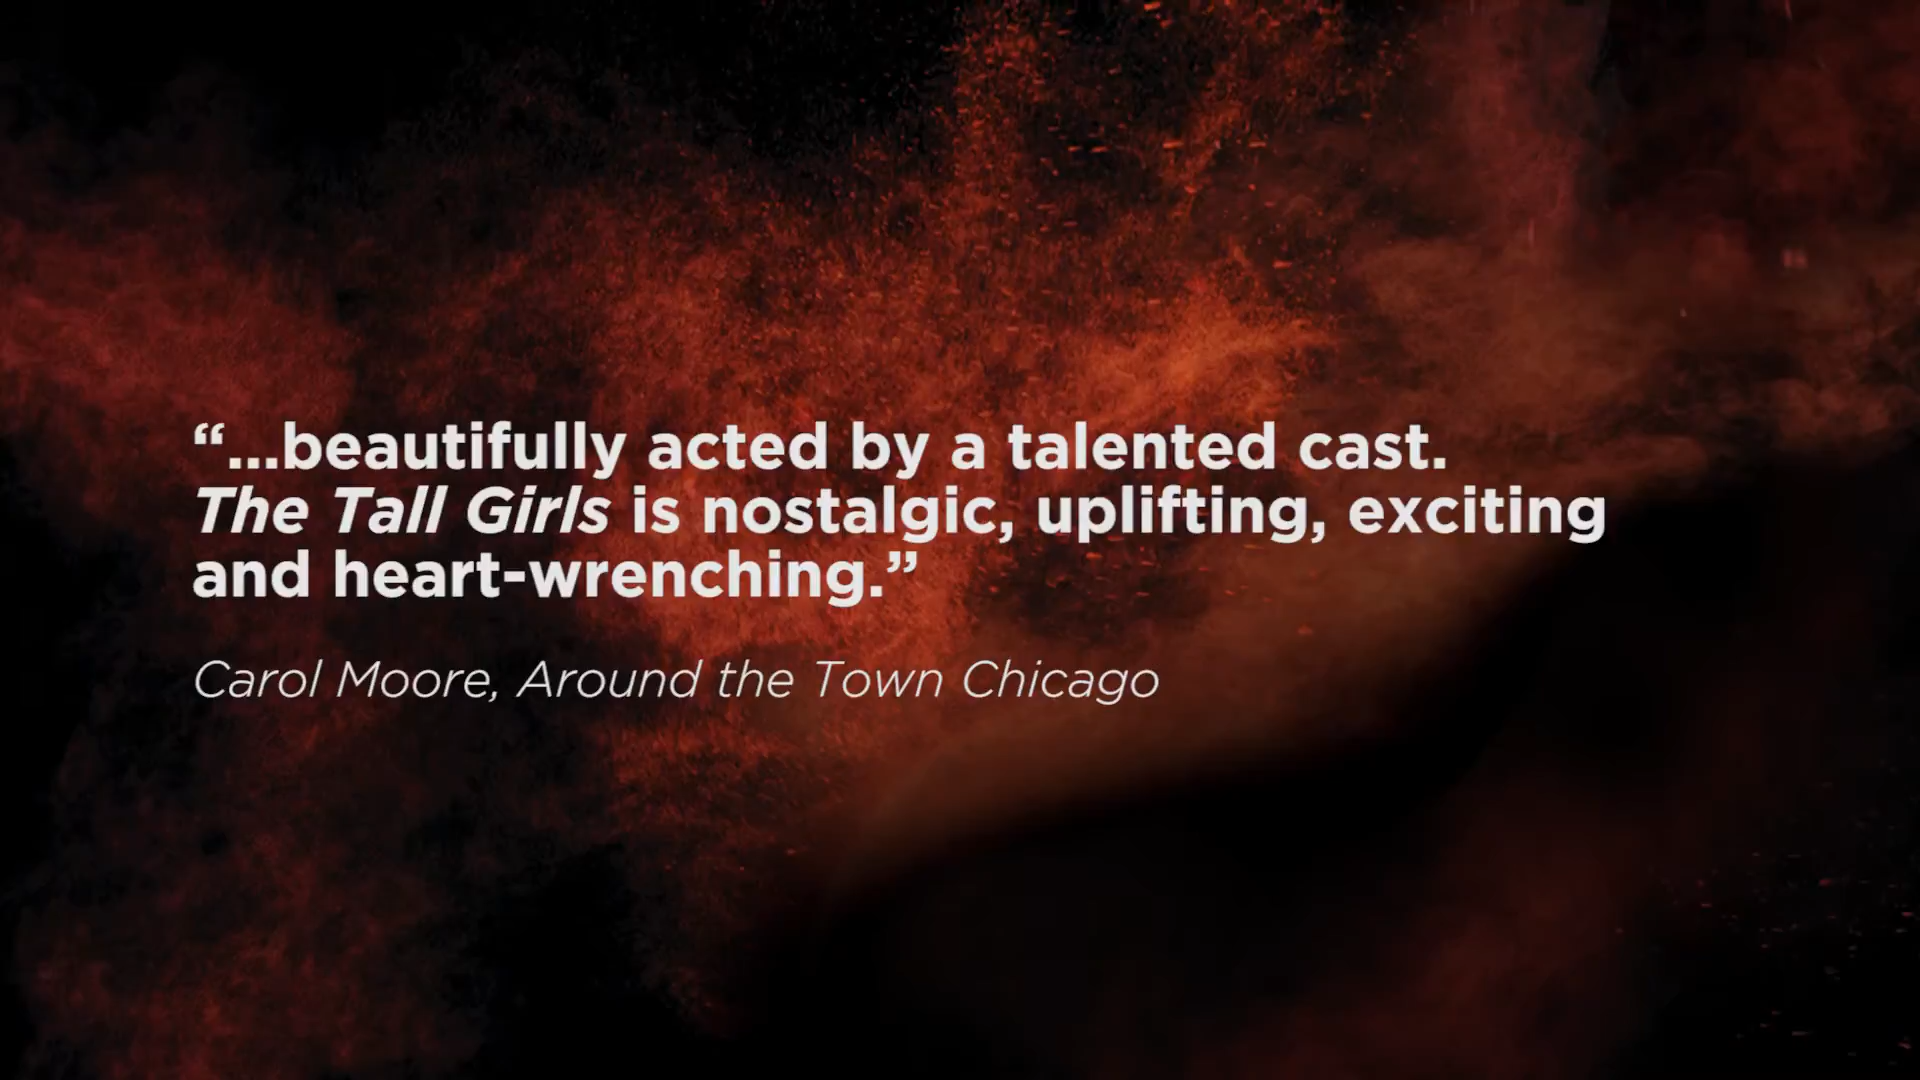 “...beautifully acted by a talented cast.
The Tall Girls is nostalgic, uplifting, exciting
and heart-wrenching.”
Carol Moore, Around the Town Chicago